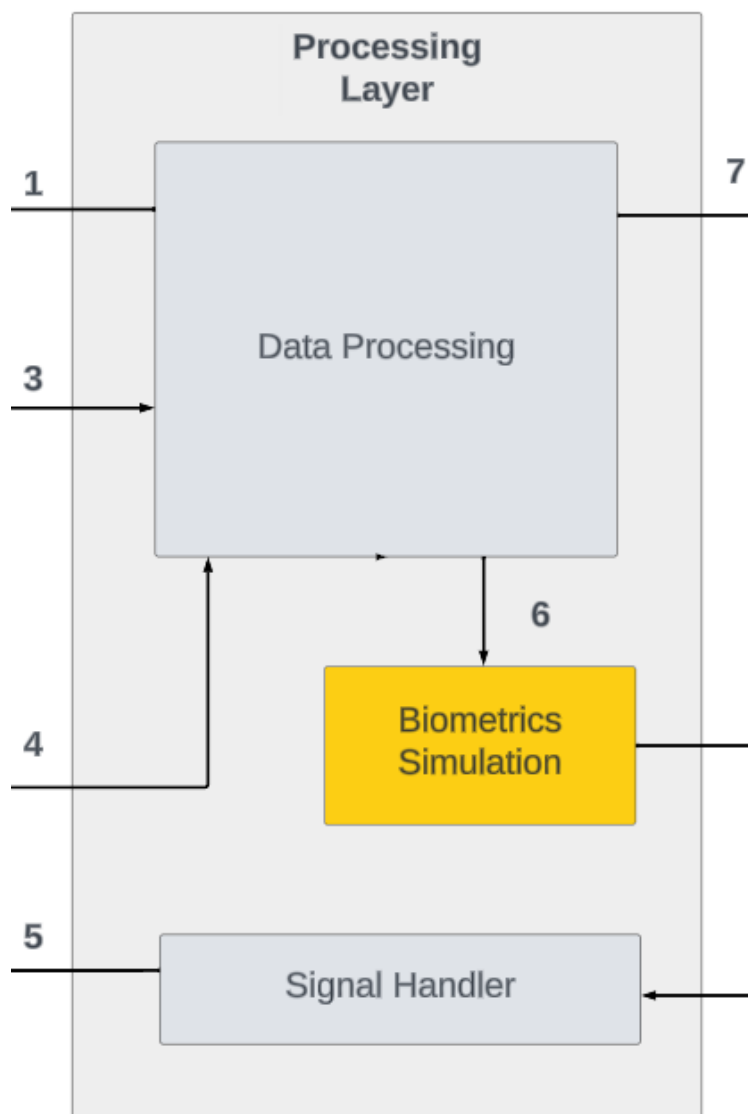 Processing
Layer
1
7
Data Processing
3
6
4
Biometrics
Simulation
5
Signal Handler